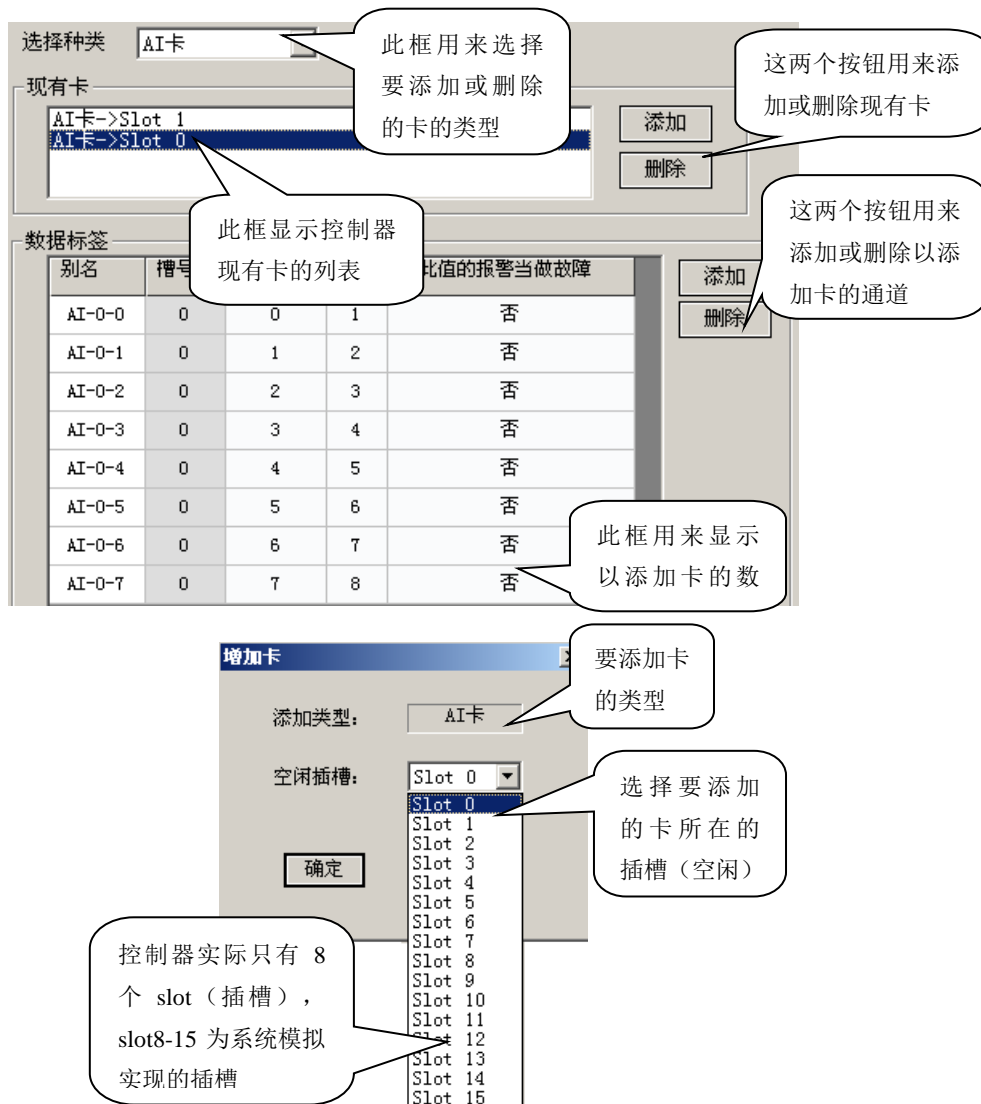 选择种类 AI卡
此框用来选择
要添加或删除
的卡的类型
这两个按钮用来添
加或删除现有卡
现有卡
AI卡->Slot 1
AI卡->Slot 0
添加
删除
此框显示控制器
现有卡的列表
这两个按钮用来
添加或删除以添
加卡的通道
数据标签
别名 槽号 值的报警当做故障
添加
删除
AI-0-0 0 0 1 否
AI-0-1 0 1 2 否
AI-0-2 0 2 3 否
AI-0-3 0 3 4 否
AI-0-4 0 4 5 否
AI-0-5 0 5 6 否
AI-0-6 0 6 7 否
AI-0-7 0 7 8 否
此框用来显示
以添加卡的数
增加卡
要添加卡
的类型
添加类型: AI卡
空闲插槽: Slot 0
选择要添加
的卡所在的
插槽（空闲）
Slot 0
Slot 1
Slot 2
Slot 3
Slot 4
Slot 5
Slot 6
Slot 7
Slot 8
Slot 9
Slot 10
Slot 11
Slot 12
Slot 13
Slot 14
Slot 15
确定
控制器实际只有 8
个 slot（插槽），
slot8-15 为系统模拟
实现的插槽